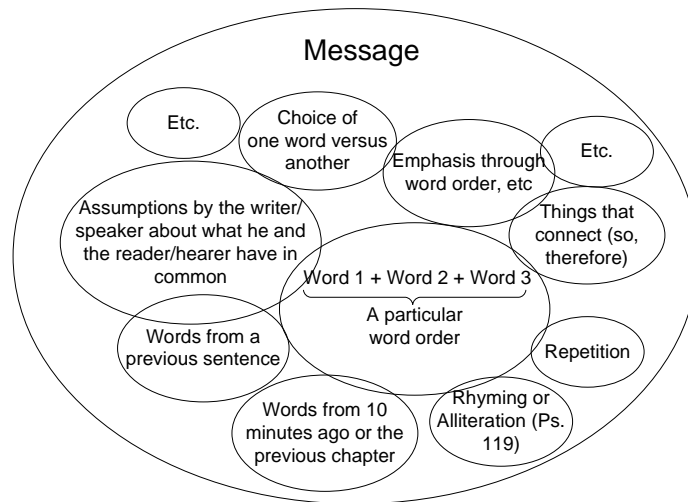 Message
Etc.
Choice of
one word versus
another
Emphasis through
word order, etc
Etc.
Assumptions by the writer/
speaker about what he and
the reader/hearer have in
common
Things that
connect (so,
therefore)
Word 1 + Word 2 + Word 3
A particular
word order
Words from a
previous sentence
Repetition
Words from 10
minutes ago or the
previous chapter
Rhyming or
Alliteration (Ps.
119)